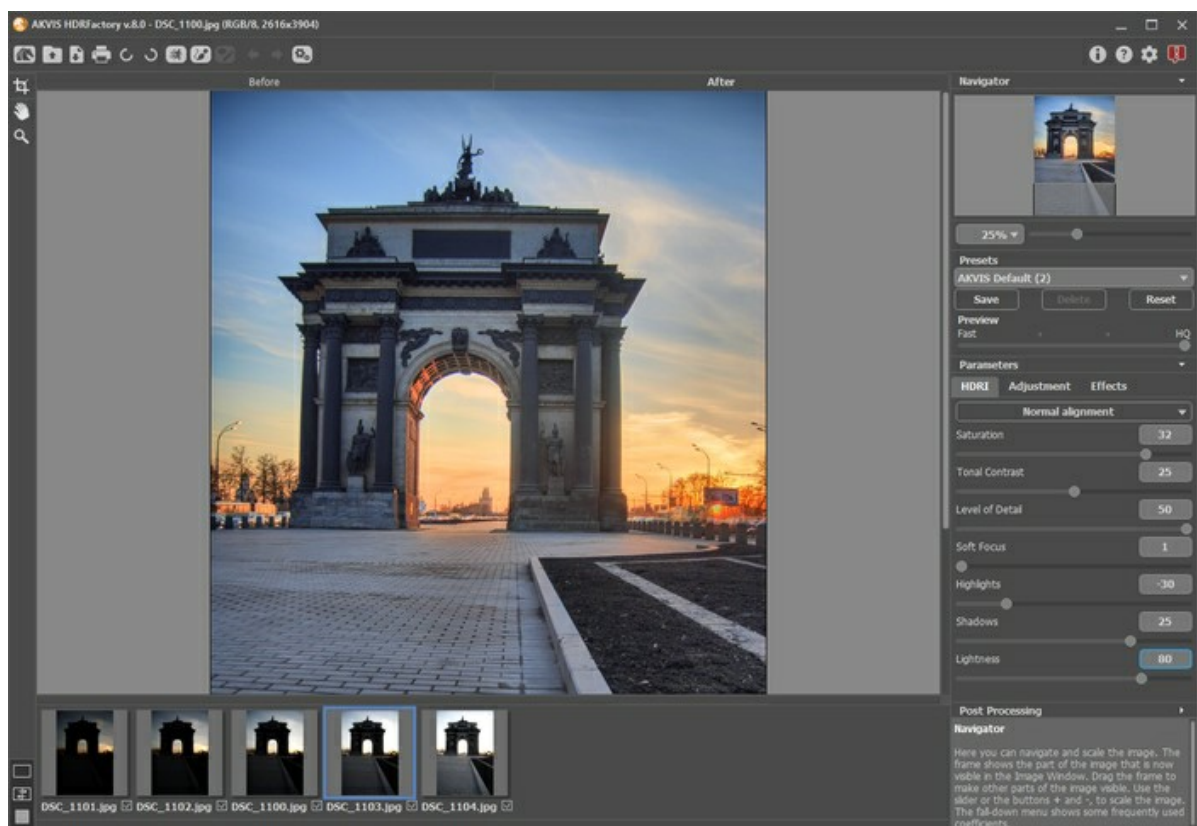 AKVIS HDRFactory v.8.0 - DSC_1100.jpg (RGB/8, 2616x3904)
Before
After
Navigator
25%
Presets
AKVIS Default (2)
Save
Delete
Reset
Preview
Fast
HQ
Parameters
HDRI Adjustment Effects
Normal alignment
Saturation 32
Tonal Contrast 25
Level of Detail 50
Soft Focus 1
Highlights -30
Shadows 25
Lightness 80
Post Processing
Navigator
Here you can navigate and scale the image. The
frame shows the part of the image that is now
visible in the Image Window. Drag the frame to
make other parts of the image visible. Use the
slider or the buttons + and -, to scale the image.
The fall-down menu shows some frequently used
coefficients.
DSC_1101.jpg DSC_1102.jpg DSC_1100.jpg DSC_1103.jpg DSC_1104.jpg